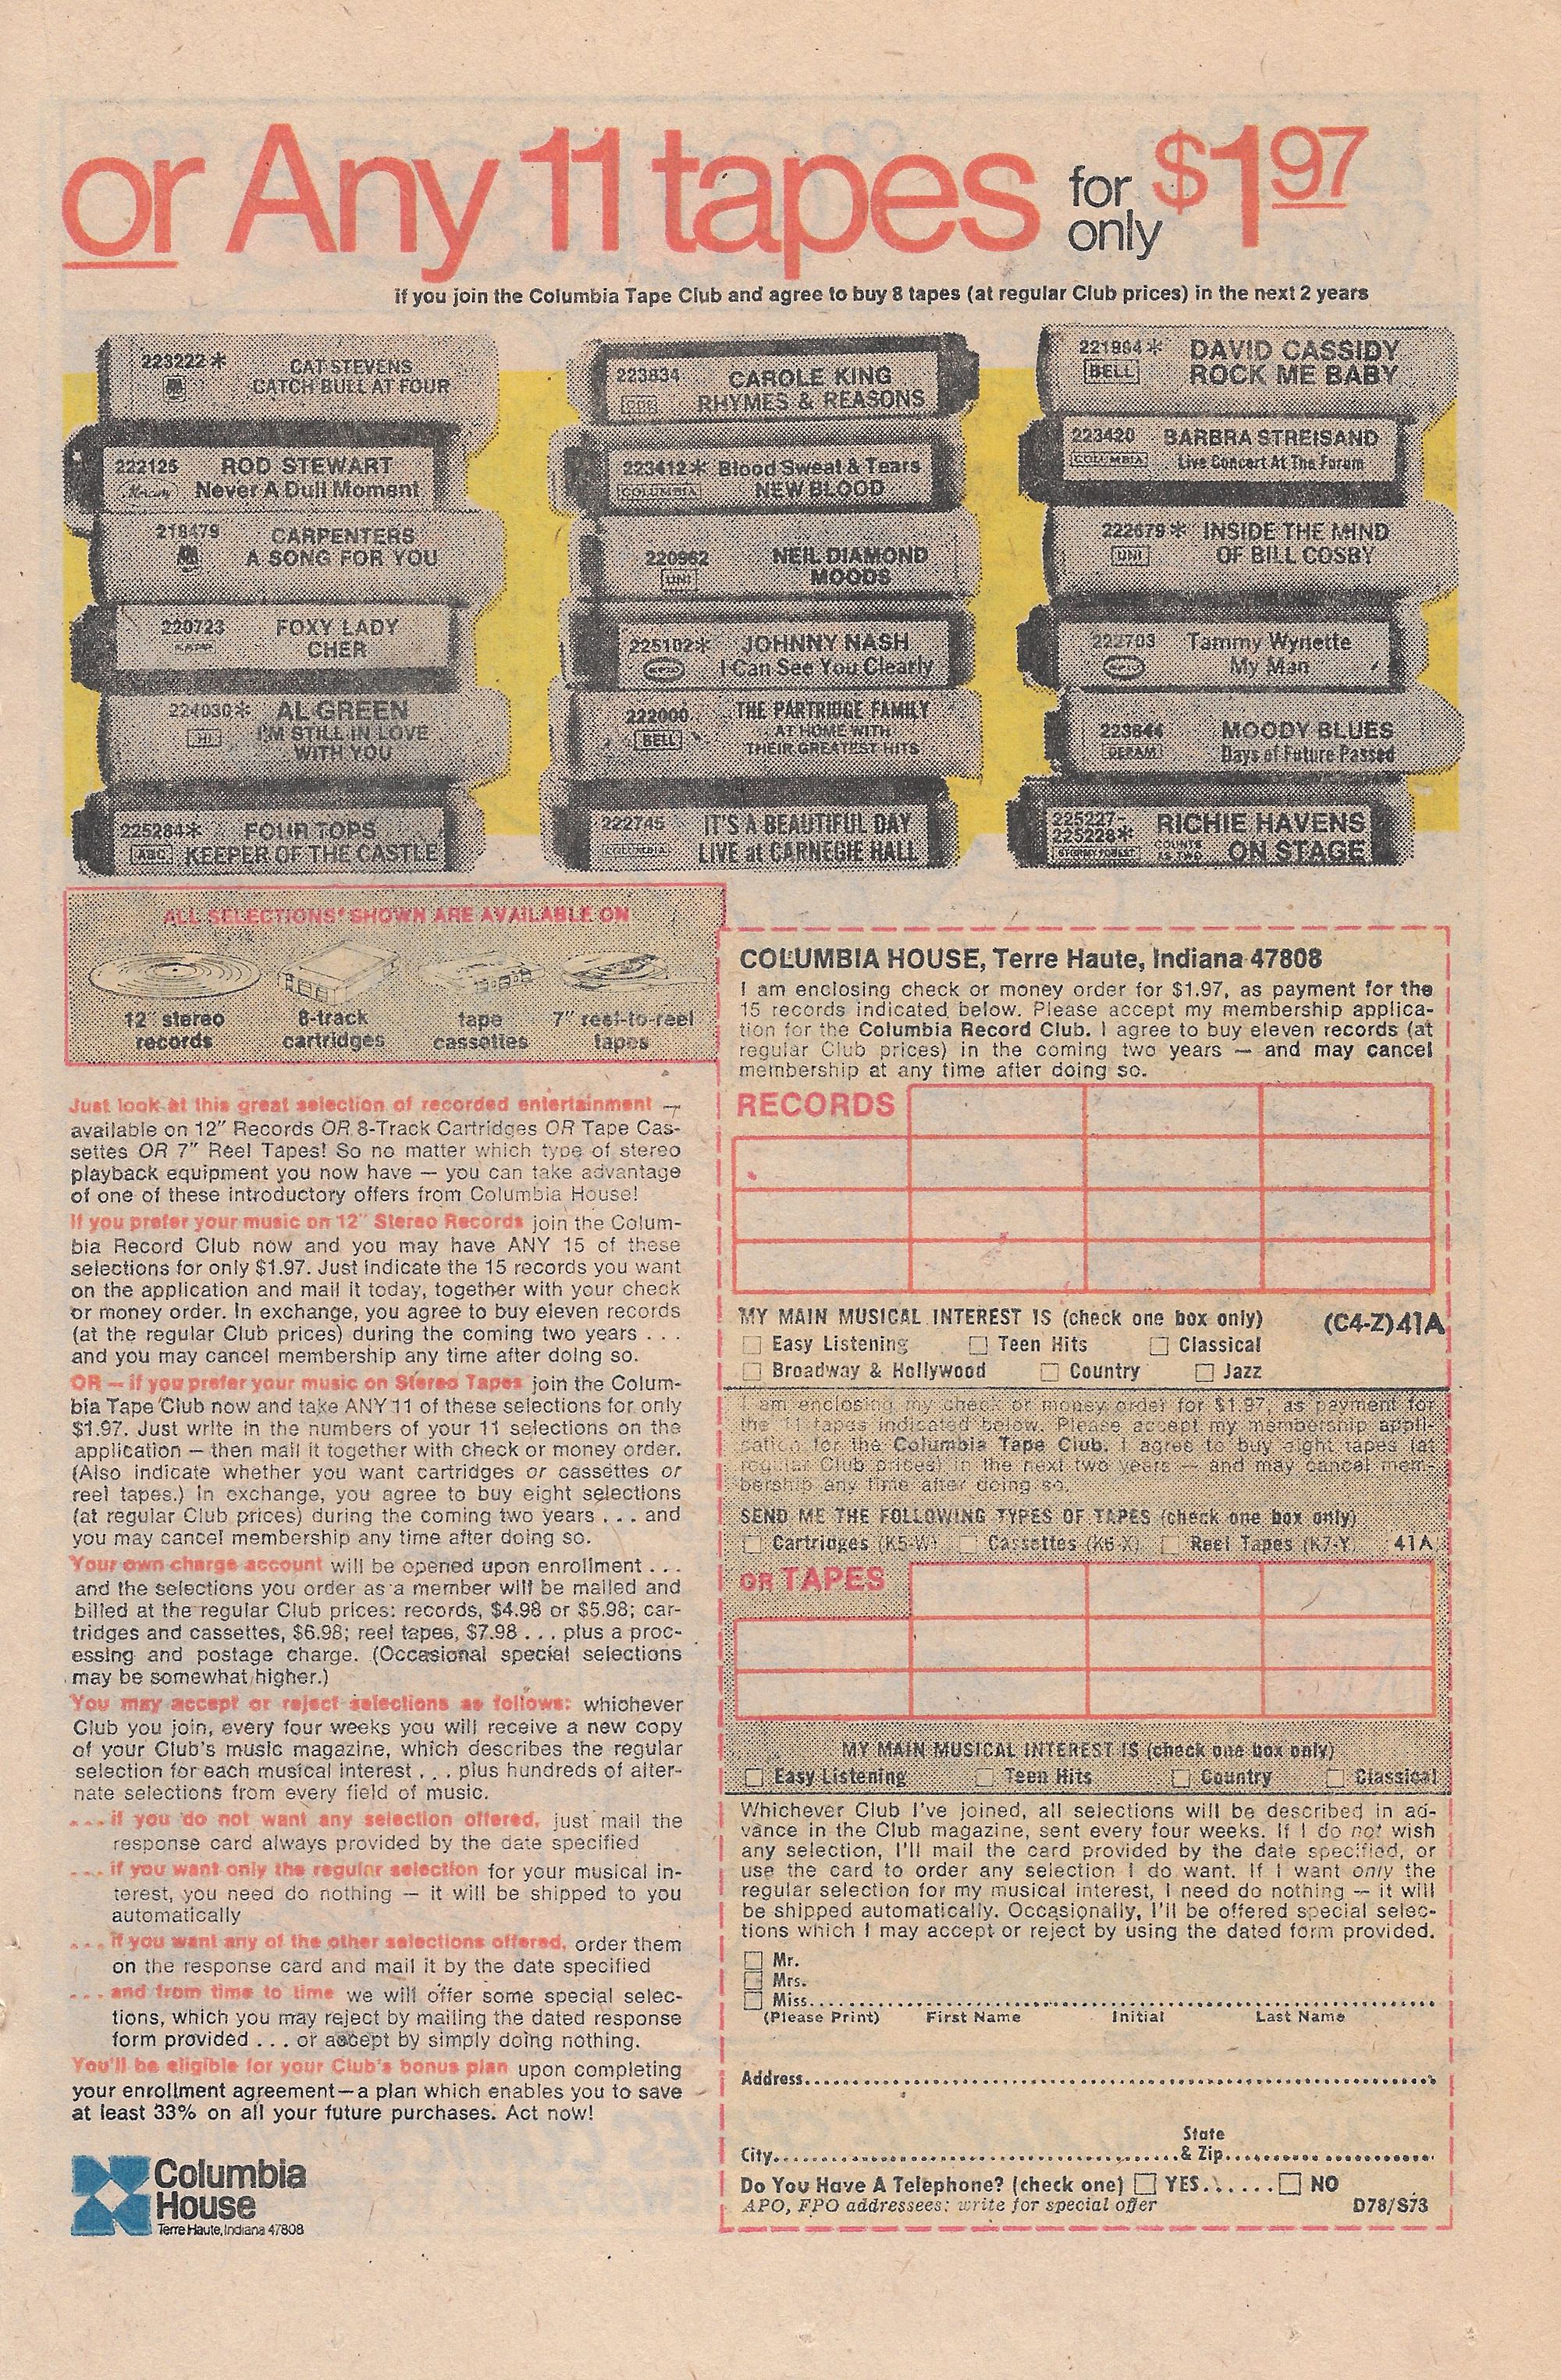 or Any 11 tapes for only $1.97
if you join the Columbia Tape Club and agree to buy 8 tapes (at regular Club prices) in the next 2 years
223222*
CAT STEVENS
CATCH BULL AT FOUR
222125
ROD STEWART
Mercury
Never A Dull Moment
218479
CARPENTERS
A SONG FOR YOU
220723
FOXY LADY
KAPP
CHER
224030*
AL GREEN
HI
I'M STILL IN LOVE
WITH YOU
225284*
FOUR TOPS
ABC
KEEPER OF THE CASTLE
223834
CAROLE KING
ODE
RHYMES & REASONS
223412*
Blood Sweat & Tears
COLUMBIA
NEW BLOOD
220962
NEIL DIAMOND
UNI
MOODS
225102*
JOHNNY NASH
EPIC
I Can See You Clearly
222000
THE PARTRIDGE FAMILY
BELL
AT HOME WITH
THEIR GREATEST HITS
222745
IT'S A BEAUTIFUL DAY
COLUMBIA
LIVE at CARNEGIE HALL
221984*
DAVID CASSIDY
BELL
ROCK ME BABY
223420
BARBRA STREISAND
COLUMBIA
Live Concert At The Forum
222679*
INSIDE THE MIND
UNI
OF BILL COSBY
222703
Tammy Wynette
EPIC
My Man
223644
MOODY BLUES
DERAM
Days of Future Passed
225227-
225228*
RICHIE HAVENS
STORMY FOREST
COUNTS
AS TWO
ON STAGE
ALL SELECTIONS* SHOWN ARE AVAILABLE ON
12″ stereo records
8-track cartridges
tape cassettes
7″ reel-to-reel tapes
Just look at this great selection of recorded entertainment —
available on 12″ Records OR 8-Track Cartridges OR Tape Cas-
settes OR 7″ Reel Tapes! So no matter which type of stereo
playback equipment you now have — you can take advantage
of one of these introductory offers from Columbia House!
If you prefer your music on 12″ Stereo Records join the Colum-
bia Record Club now and you may have ANY 15 of these
selections for only $1.97. Just indicate the 15 records you want
on the application and mail it today, together with your check
or money order. In exchange, you agree to buy eleven records
(at the regular Club prices) during the coming two years . . .
and you may cancel membership any time after doing so.
OR — if you prefer your music on Stereo Tapes join the Colum-
bia Tape Club now and take ANY 11 of these selections for only
$1.97. Just write in the numbers of your 11 selections on the
application — then mail it together with check or money order.
(Also indicate whether you want cartridges or cassettes or
reel tapes.) In exchange, you agree to buy eight selections
(at regular Club prices) during the coming two years . . . and
you may cancel membership any time after doing so.
Your own charge account will be opened upon enrollment . . .
and the selections you order as a member will be mailed and
billed at the regular Club prices: records, $4.98 or $5.98; car-
tridges and cassettes, $6.98; reel tapes, $7.98 . . . plus a proc-
essing and postage charge. (Occasional special selections
may be somewhat higher.)
You may accept or reject selections as follows: whichever
Club you join, every four weeks you will receive a new copy
of your Club's music magazine, which describes the regular
selection for each musical interest . . . plus hundreds of alter-
nate selections from every field of music.
. . . if you do not want any selection offered, just mail the
response card always provided by the date specified
. . . if you want only the regular selection for your musical in-
terest, you need do nothing — it will be shipped to you
automatically
. . . if you want any of the other selections offered, order them
on the response card and mail it by the date specified
. . . and from time to time we will offer some special selec-
tions, which you may reject by mailing the dated response
form provided . . . or accept by simply doing nothing.
You'll be eligible for your Club's bonus plan upon completing
your enrollment agreement—a plan which enables you to save
at least 33% on all your future purchases. Act now!
Columbia
House
Terre Haute, Indiana 47808
COLUMBIA HOUSE, Terre Haute, Indiana 47808
I am enclosing check or money order for $1.97, as payment for the
15 records indicated below. Please accept my membership applica-
tion for the Columbia Record Club. I agree to buy eleven records (at
regular Club prices) in the coming two years — and may cancel
membership at any time after doing so.
RECORDS
MY MAIN MUSICAL INTEREST IS (check one box only) (C4-Z)41A
Easy Listening Teen Hits Classical
Broadway & Hollywood Country Jazz
I am enclosing my check or money order for $1.97, as payment for
the 11 tapes indicated below. Please accept my membership appli-
cation for the Columbia Tape Club. I agree to buy eight tapes (at
regular Club prices) in the next two years — and may cancel mem-
bership any time after doing so.
SEND ME THE FOLLOWING TYPES OF TAPES (check one box only)
Cartridges (K5-W) Cassettes (K6-X) Reel Tapes (K7-Y) 41A
OR TAPES
MY MAIN MUSICAL INTEREST IS (check one box only)
Easy Listening Teen Hits Country Classical
Whichever Club I've joined, all selections will be described in ad-
vance in the Club magazine, sent every four weeks. If I do not wish
any selection, I'll mail the card provided by the date specified, or
use the card to order any selection I do want. If I want only the
regular selection for my musical interest, I need do nothing — it will
be shipped automatically. Occasionally, I'll be offered special selec-
tions which I may accept or reject by using the dated form provided.
Mr.
Mrs.
Miss
(Please Print) First Name Initial Last Name
Address
State
City & Zip
Do You Have A Telephone? (check one) YES NO
APO, FPO addressees: write for special offer D78/S73